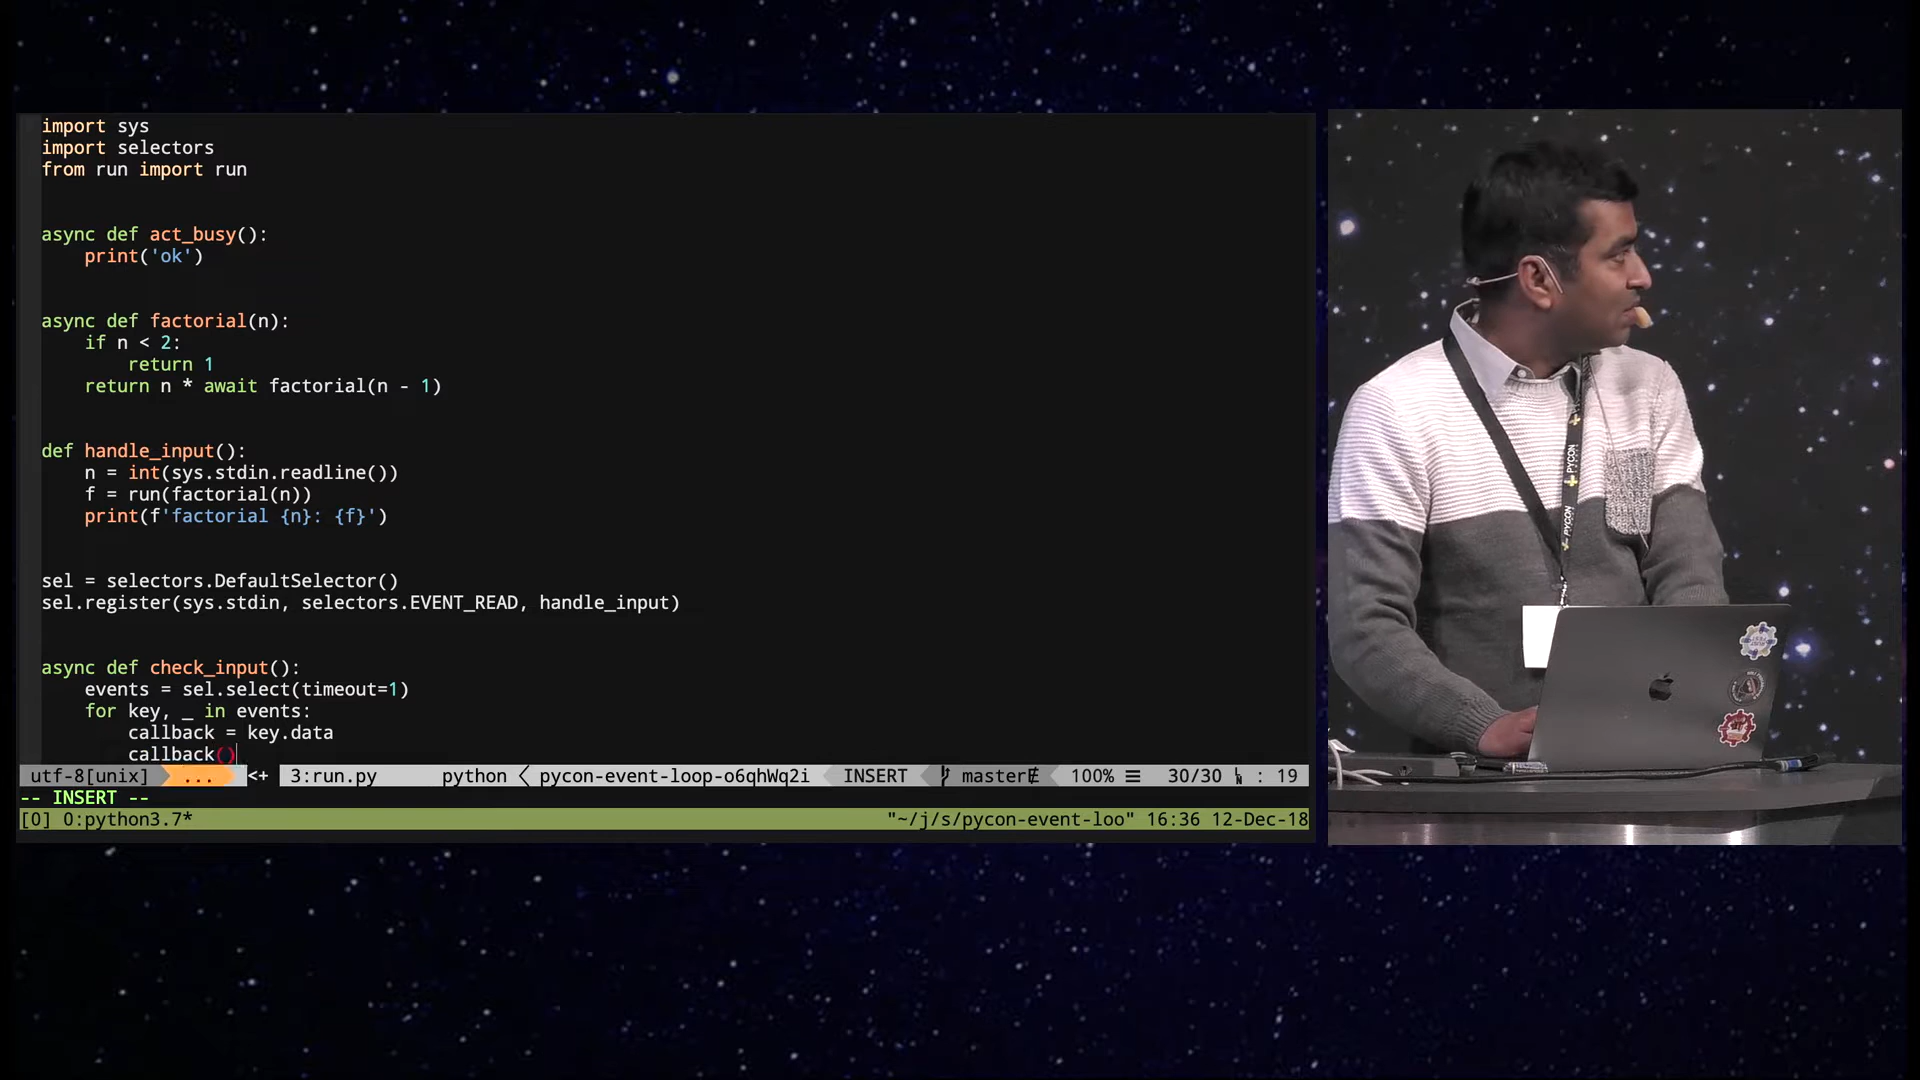 import sys
import selectors
from run import run
async def act_busy():
    print('ok')
async def factorial(n):
    if n < 2:
        return 1
    return n * await factorial(n - 1)
def handle_input():
    n = int(sys.stdin.readline())
    f = run(factorial(n))
    print(f'factorial {n}: {f}')
sel = selectors.DefaultSelector()
sel.register(sys.stdin, selectors.EVENT_READ, handle_input)
async def check_input():
    events = sel.select(timeout=1)
    for key, _ in events:
        callback = key.data
        callback()
utf-8[unix] ... <+ 3:run.py python < pycon-event-loop-o6qhWq2i INSERT master 100% 30/30 : 19
-- INSERT --
[0] 0:python3.7* "~/j/s/pycon-event-loo" 16:36 12-Dec-18
PYCON
PYCON